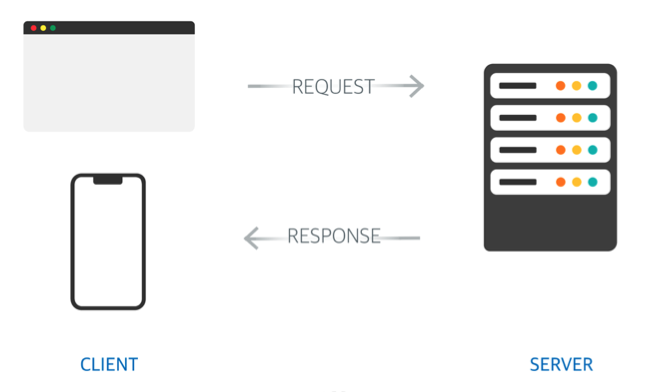 REQUEST
RESPONSE
CLIENT
SERVER